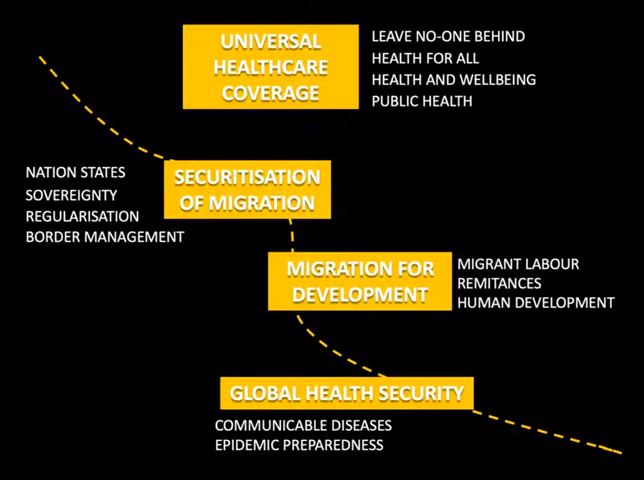 UNIVERSAL
HEALTHCARE
COVERAGE
LEAVE NO-ONE BEHIND
HEALTH FOR ALL
HEALTH AND WELLBEING
PUBLIC HEALTH
NATION STATES
SOVEREIGNTY
REGULARISATION
BORDER MANAGEMENT
SECURITISATION
OF MIGRATION
MIGRATION FOR
DEVELOPMENT
MIGRANT LABOUR
REMITANCES
HUMAN DEVELOPMENT
GLOBAL HEALTH SECURITY
COMMUNICABLE DISEASES
EPIDEMIC PREPAREDNESS